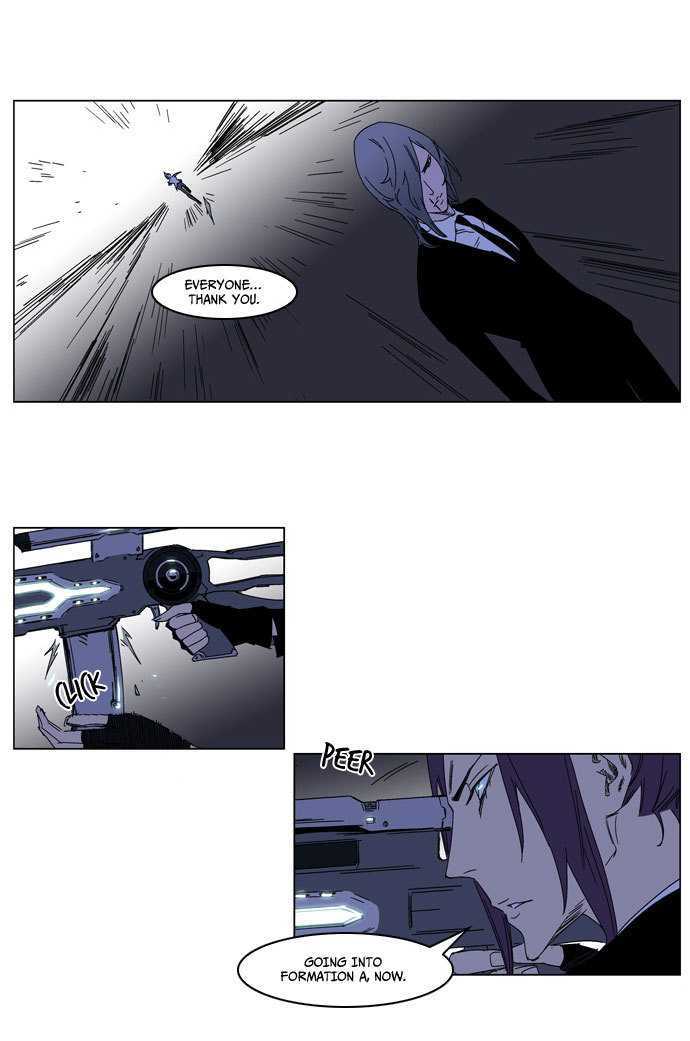 EVERYONE...
THANK YOU.
CLICK
PEER
GOING INTO
FORMATION A, NOW.